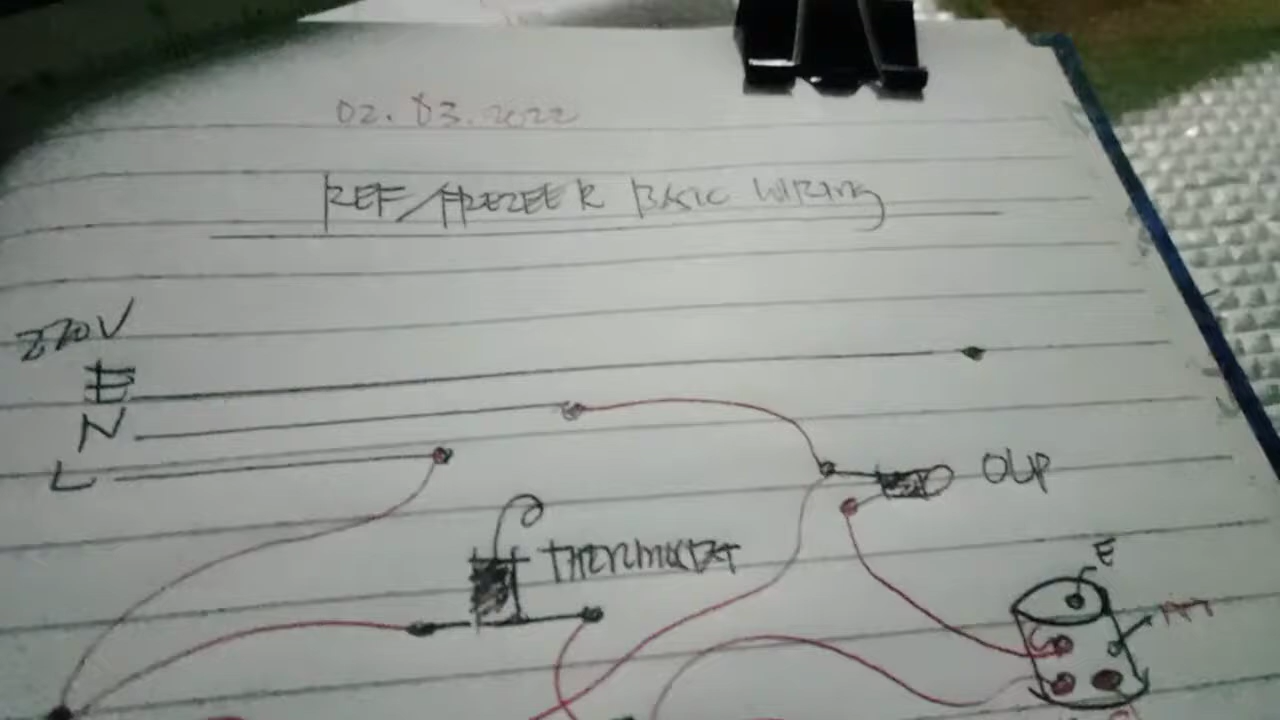 02.03.2022
REF/FREEZER BASIC WIRING
220V
E
N
L
OLP
THERMOSTAT
E